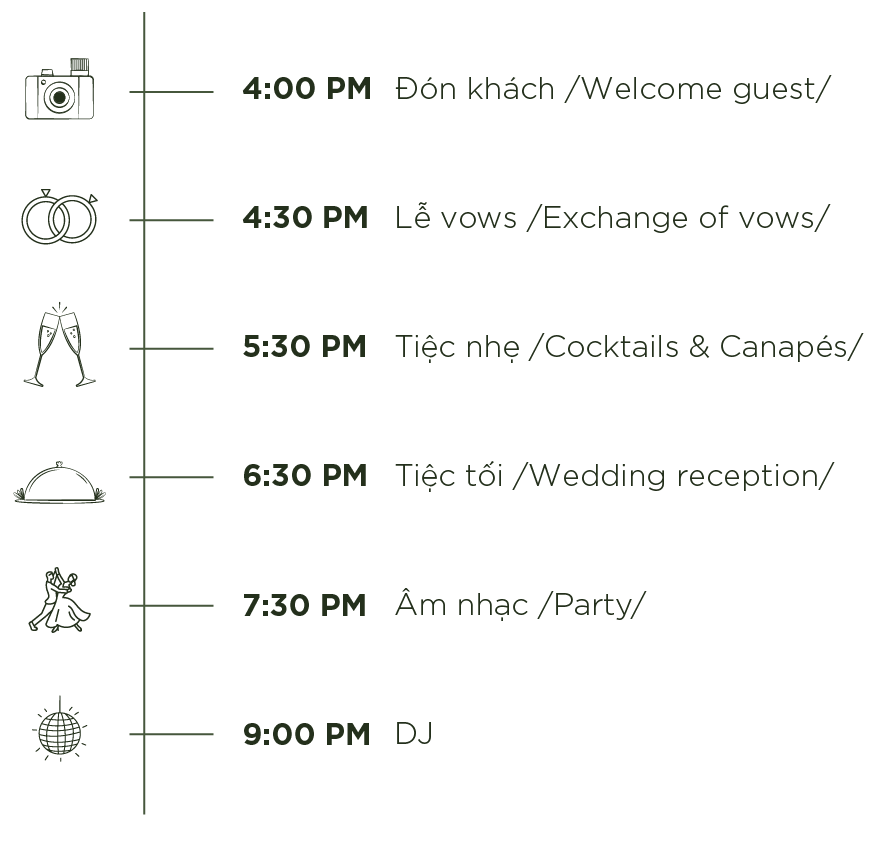 4:00 PM Đón khách /Welcome guest/
4:30 PM Lễ vows /Exchange of vows/
5:30 PM Tiệc nhẹ /Cocktails & Canapés/
6:30 PM Tiệc tối /Wedding reception/
7:30 PM Âm nhạc /Party/
9:00 PM DJ